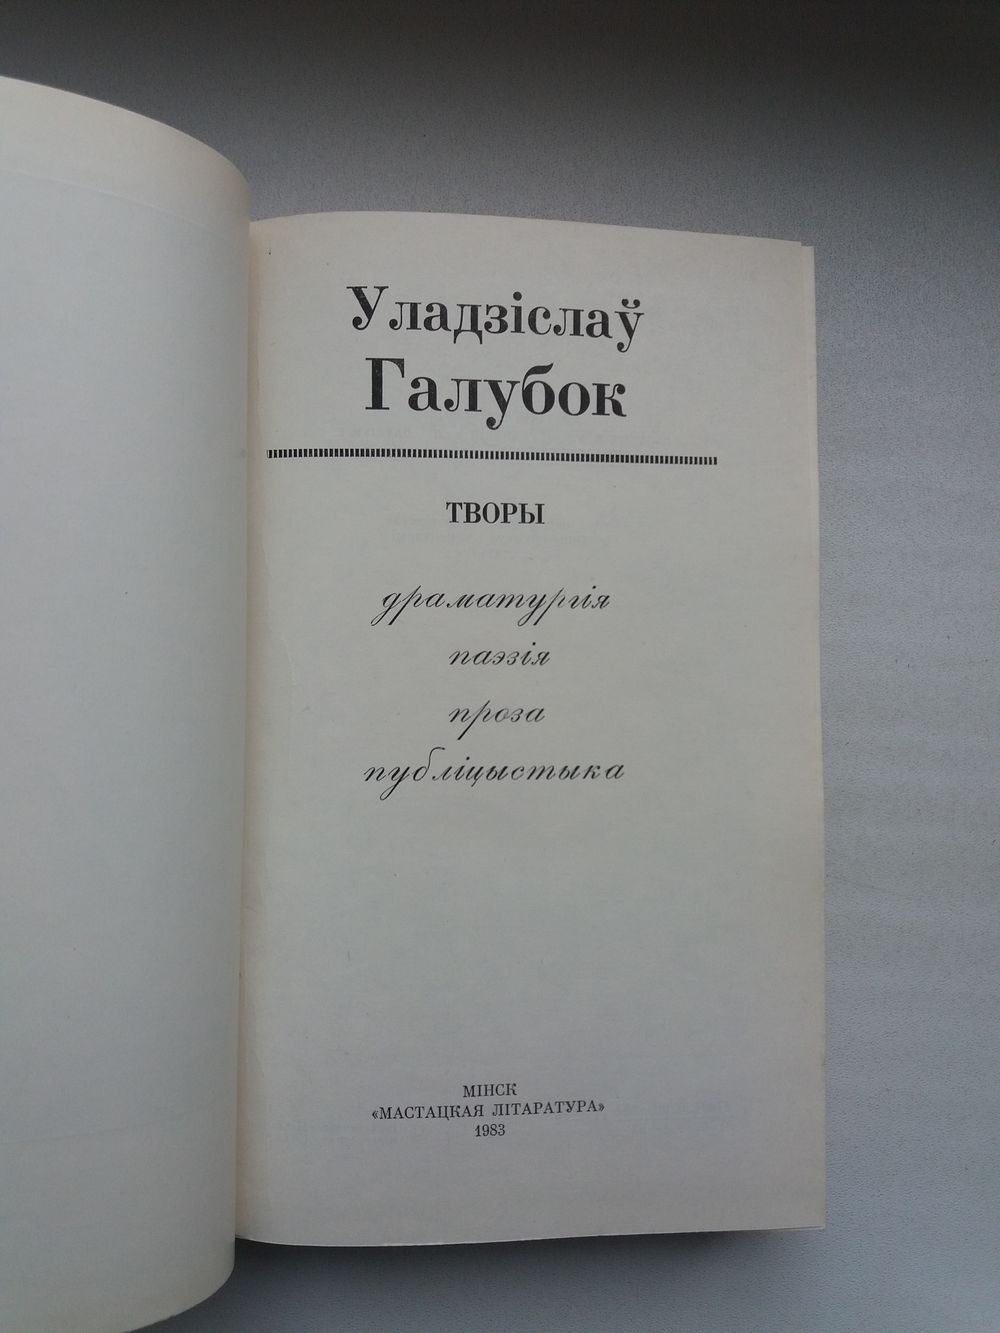 Уладзіслаў
Галубок
ТВОРЫ
драматургія
паэзія
проза
публіцыстыка
МІНСК
«МАСТАЦКАЯ ЛІТАРАТУРА»
1983